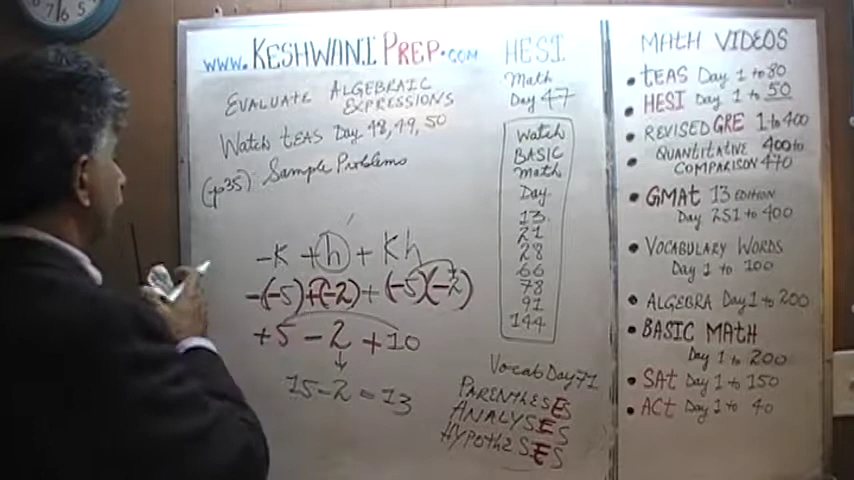 7 6 5
WWW. KESHWANI PREP.COM
EVALUATE ALGEBRAIC
EXPRESSIONS
Watch TEAS Day 48, 49, 50
(p35) Sample Problems
-K + h + Kh
-(-5)+(-2)+(-5)(-2)
+5 - 2 + 10
15-2 = 13
HESI
Math
Day 47
Watch
BASIC
Math
Day
13
21
28
66
78
91
144
Vocab Day 71
PARENTHESES
ANALYSES
HYPOTHESES
MATH VIDEOS
• TEAS Day 1 to 80
• HESI Day 1 to 50
• REVISED GRE 1 to 400
• QUANTITATIVE 400 to
COMPARISON 470
• GMAT 13 EDITION
Day 251 to 400
• VOCABULARY WORDS
Day 1 to 100
• ALGEBRA Day 1 to 200
• BASIC MATH
Day 1 to 200
• SAT Day 1 to 150
• ACT Day 1 to 40